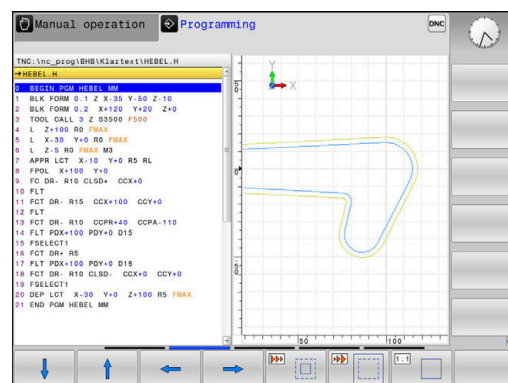 Manual operation
Programming
DNC
TNC:\nc_prog\BHB\Klartext\HEBEL.H
→HEBEL.H
0 BEGIN PGM HEBEL MM
1 BLK FORM 0.1 Z X-35 Y-50 Z-10
2 BLK FORM 0.2 X+120 Y+20 Z+0
3 TOOL CALL 3 Z S3500 F500
4 L Z+100 R0 FMAX
5 L X-30 Y+0 R0 FMAX
6 L Z-5 R0 FMAX M3
7 APPR LCT X-10 Y+0 R5 RL
8 FPOL X+100 Y+0
9 FC DR- R10 CLSD+ CCX+0
10 FLT
11 FCT DR- R15 CCX+100 CCY+0
12 FLT
13 FCT DR- R10 CCPR+40 CCPA-110
14 FLT PDX+100 PDY+0 D15
15 FSELECT1
16 FCT DR+ R5
17 FLT PDX+100 PDY+0 D15
18 FCT DR- R10 CLSD- CCX+0 CCY+0
19 FSELECT1
20 DEP LCT X-30 Y+0 Z+100 R5 FMAX
21 END PGM HEBEL MM
Y
X
50
0
50
100
1:1